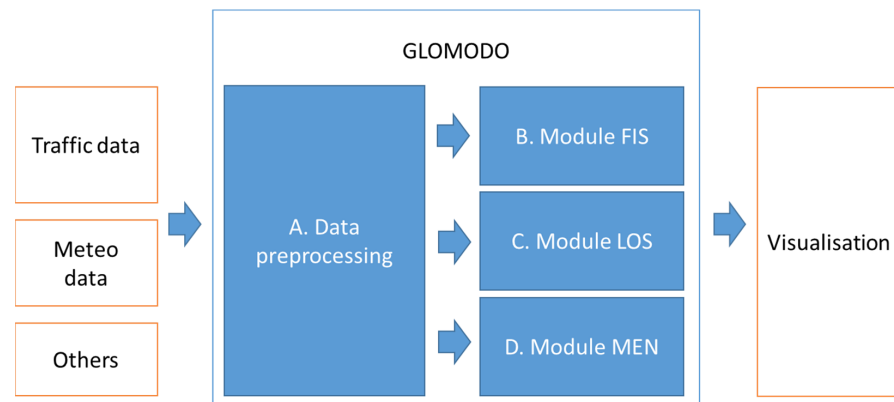 GLOMODO
Traffic data
Meteo
data
Others
A. Data
preprocessing
B. Module FIS
C. Module LOS
D. Module MEN
Visualisation